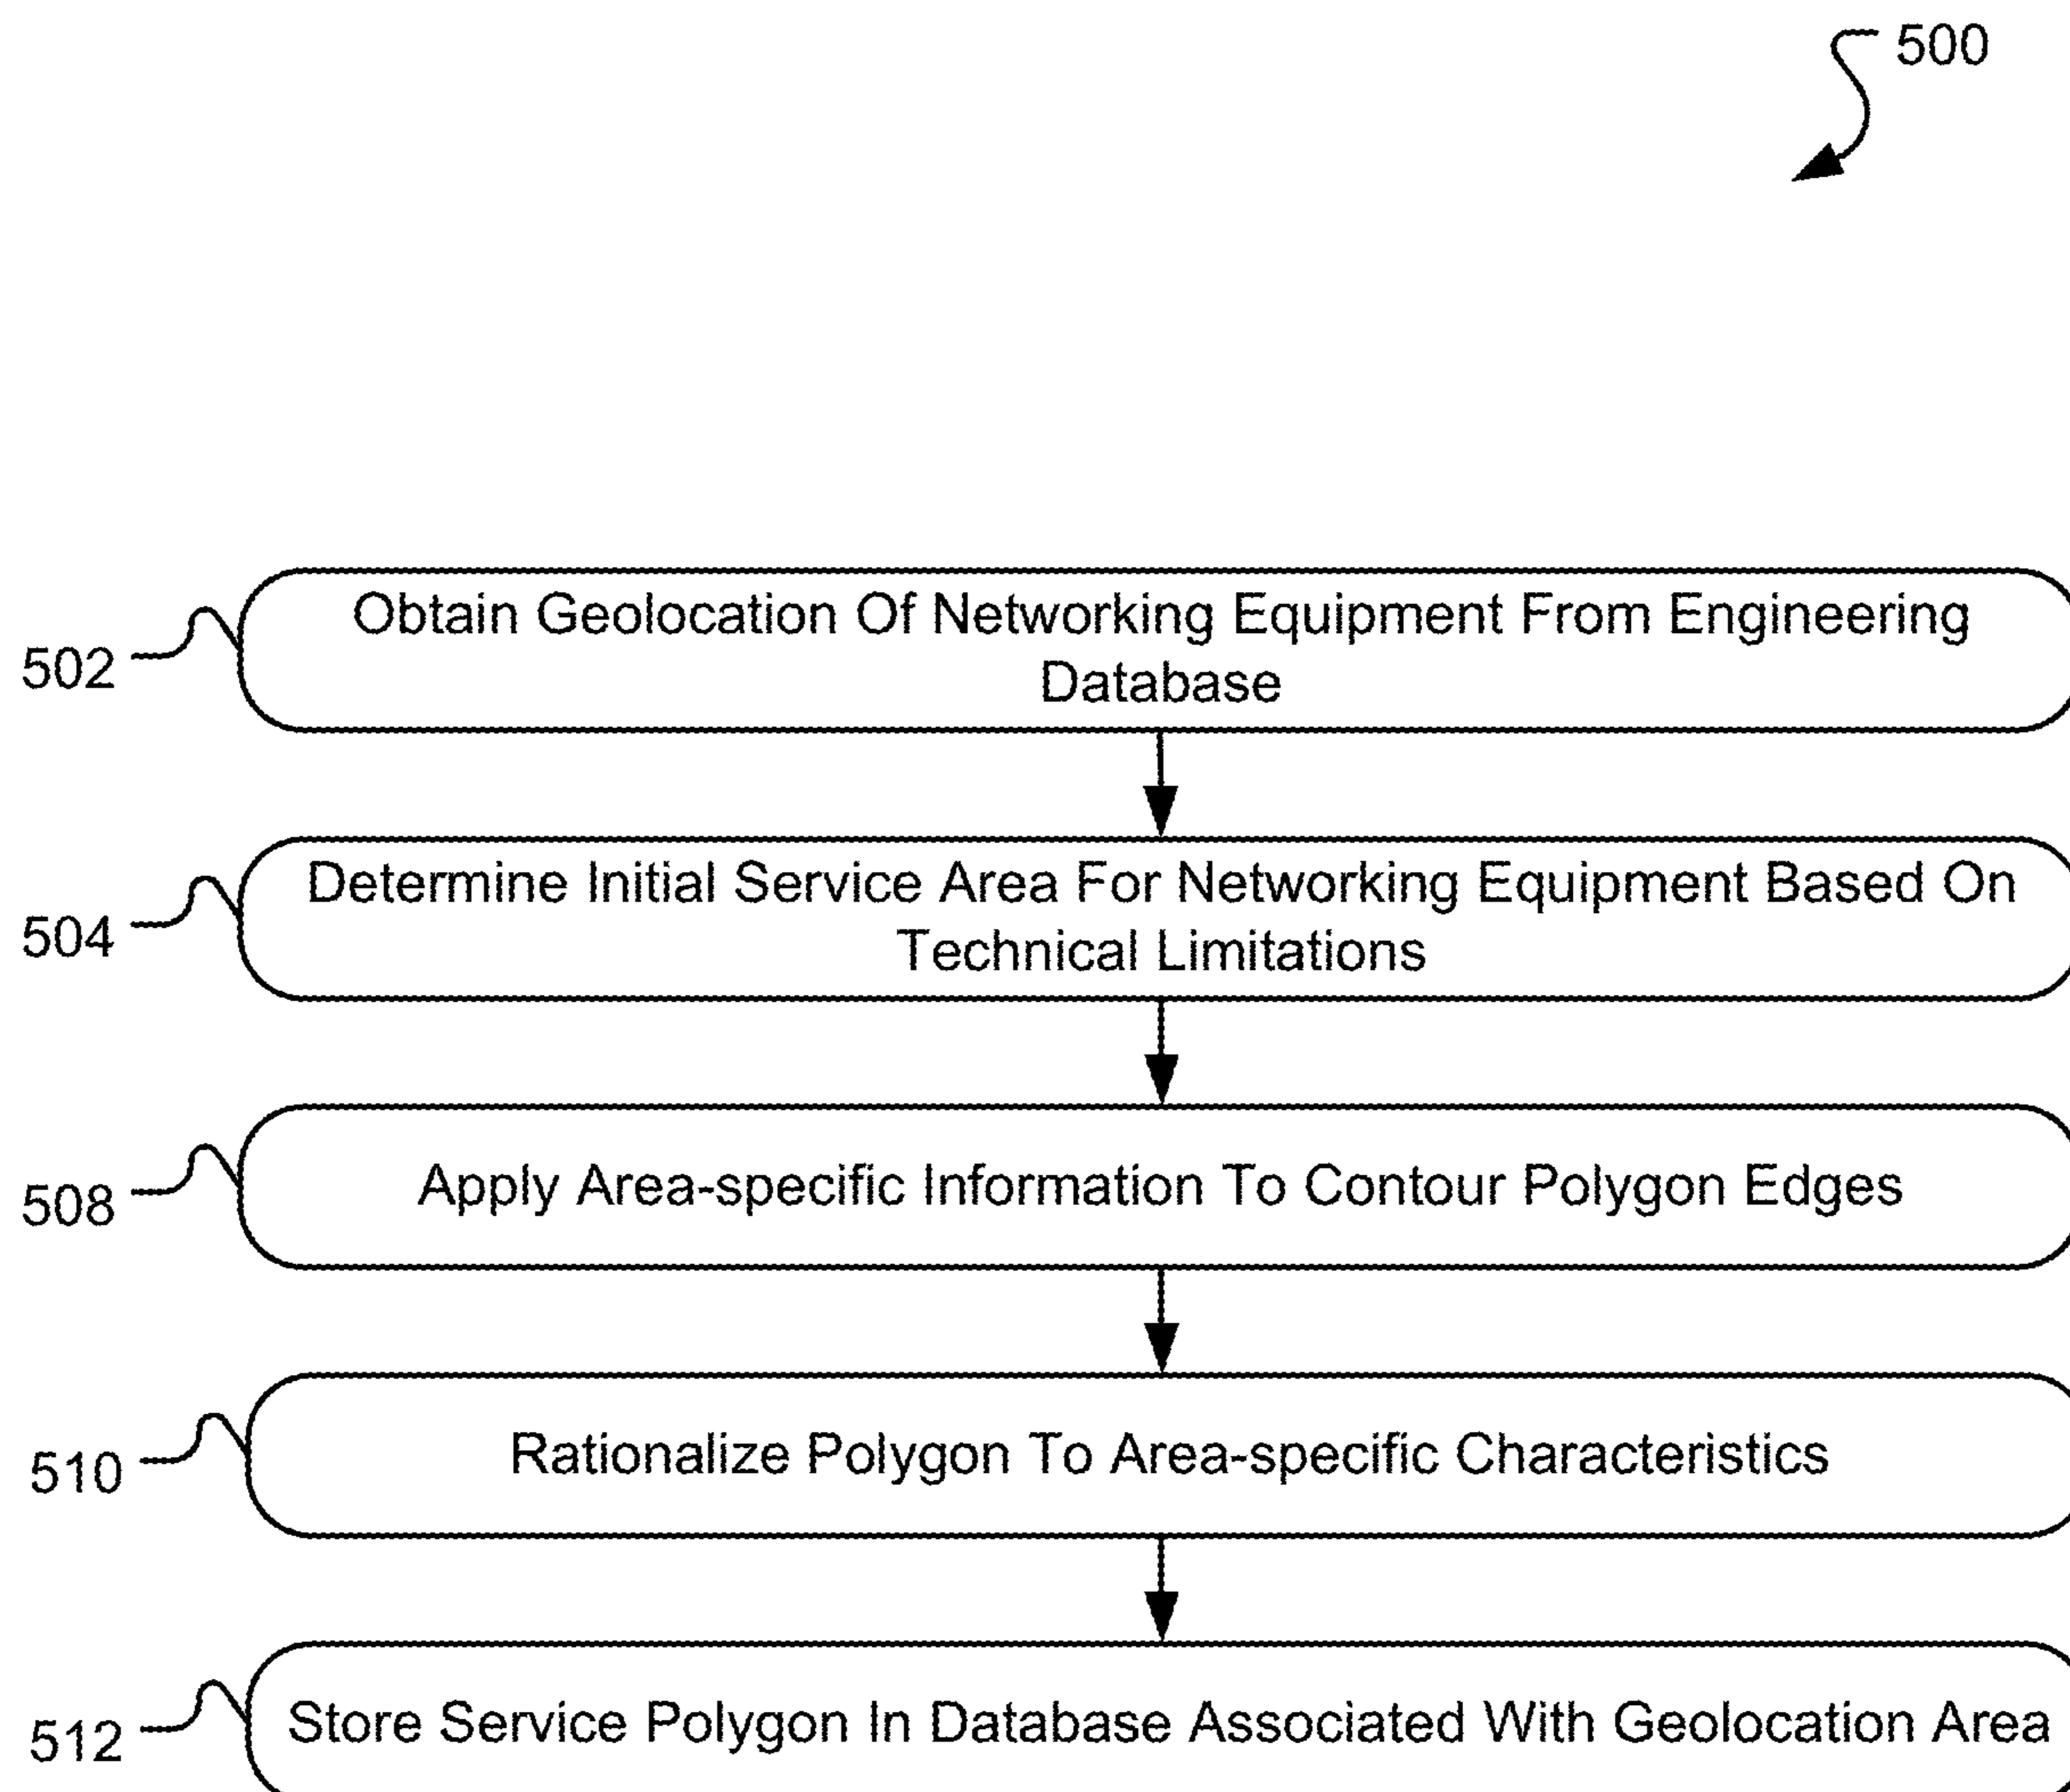 500
Obtain Geolocation Of Networking Equipment From Engineering
Database
502
Determine Initial Service Area For Networking Equipment Based On
Technical Limitations
504
Apply Area-specific Information To Contour Polygon Edges
508
Rationalize Polygon To Area-specific Characteristics
510
Store Service Polygon In Database Associated With Geolocation Area
512